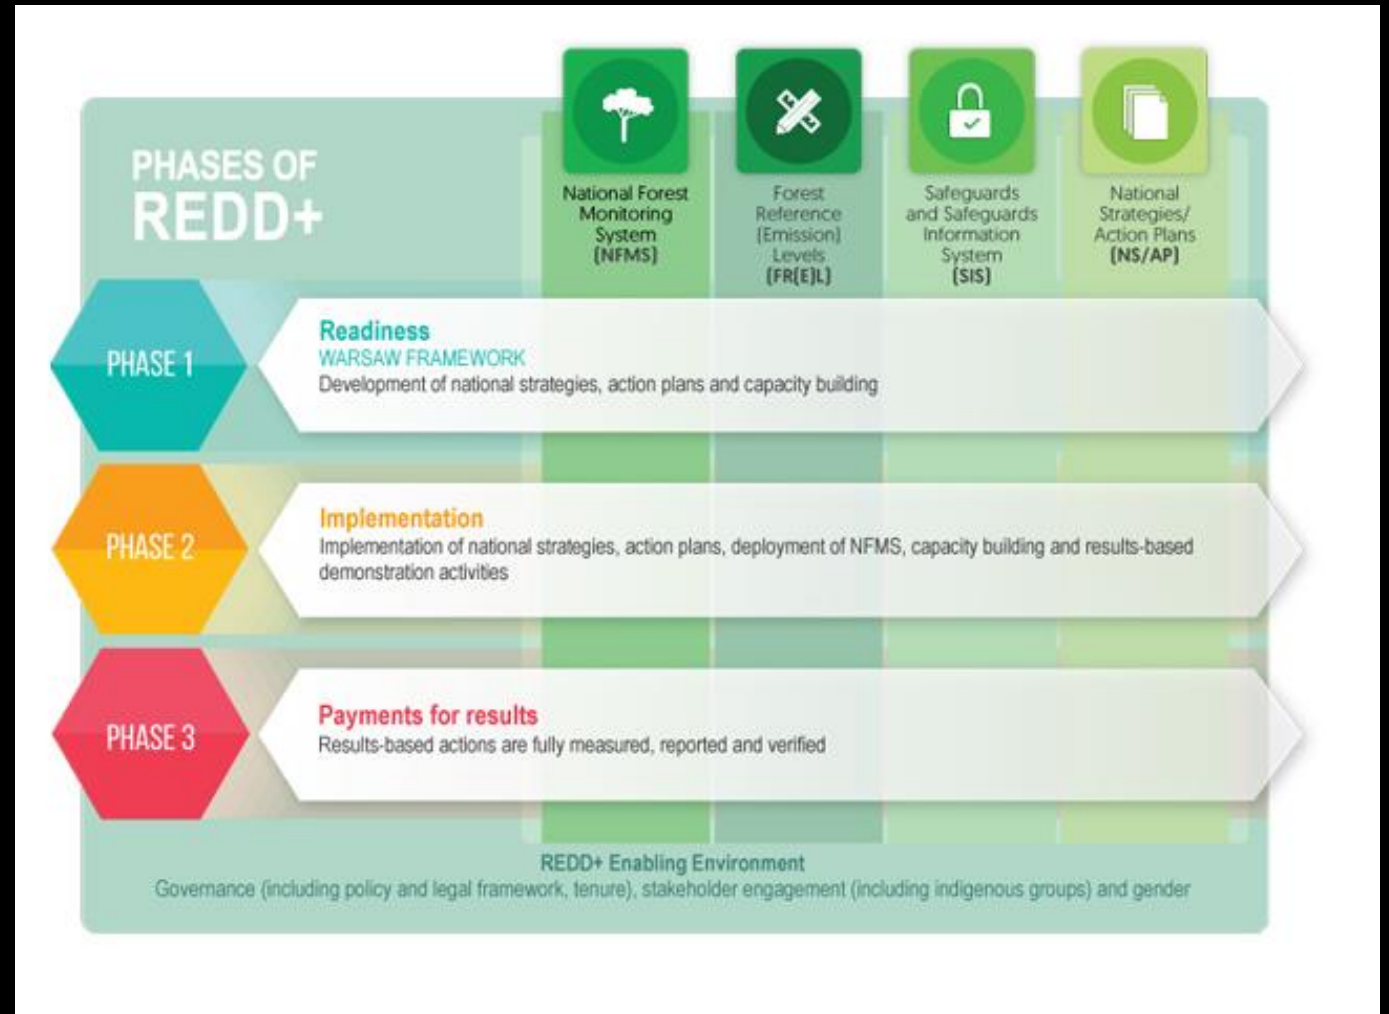 PHASES OF
REDD+
National Forest
Monitoring
System
(NFMS)
Forest
Reference
(Emission)
Levels
(FR(E)L)
Safeguards
and Safeguards
Information
System
(SIS)
National
Strategies/
Action Plans
(NS/AP)
PHASE 1
Readiness
WARSAW FRAMEWORK
Development of national strategies, action plans and capacity building
PHASE 2
Implementation
Implementation of national strategies, action plans, deployment of NFMS, capacity building and results-based
demonstration activities
PHASE 3
Payments for results
Results-based actions are fully measured, reported and verified
REDD+ Enabling Environment
Governance (including policy and legal framework, tenure), stakeholder engagement (including indigenous groups) and gender